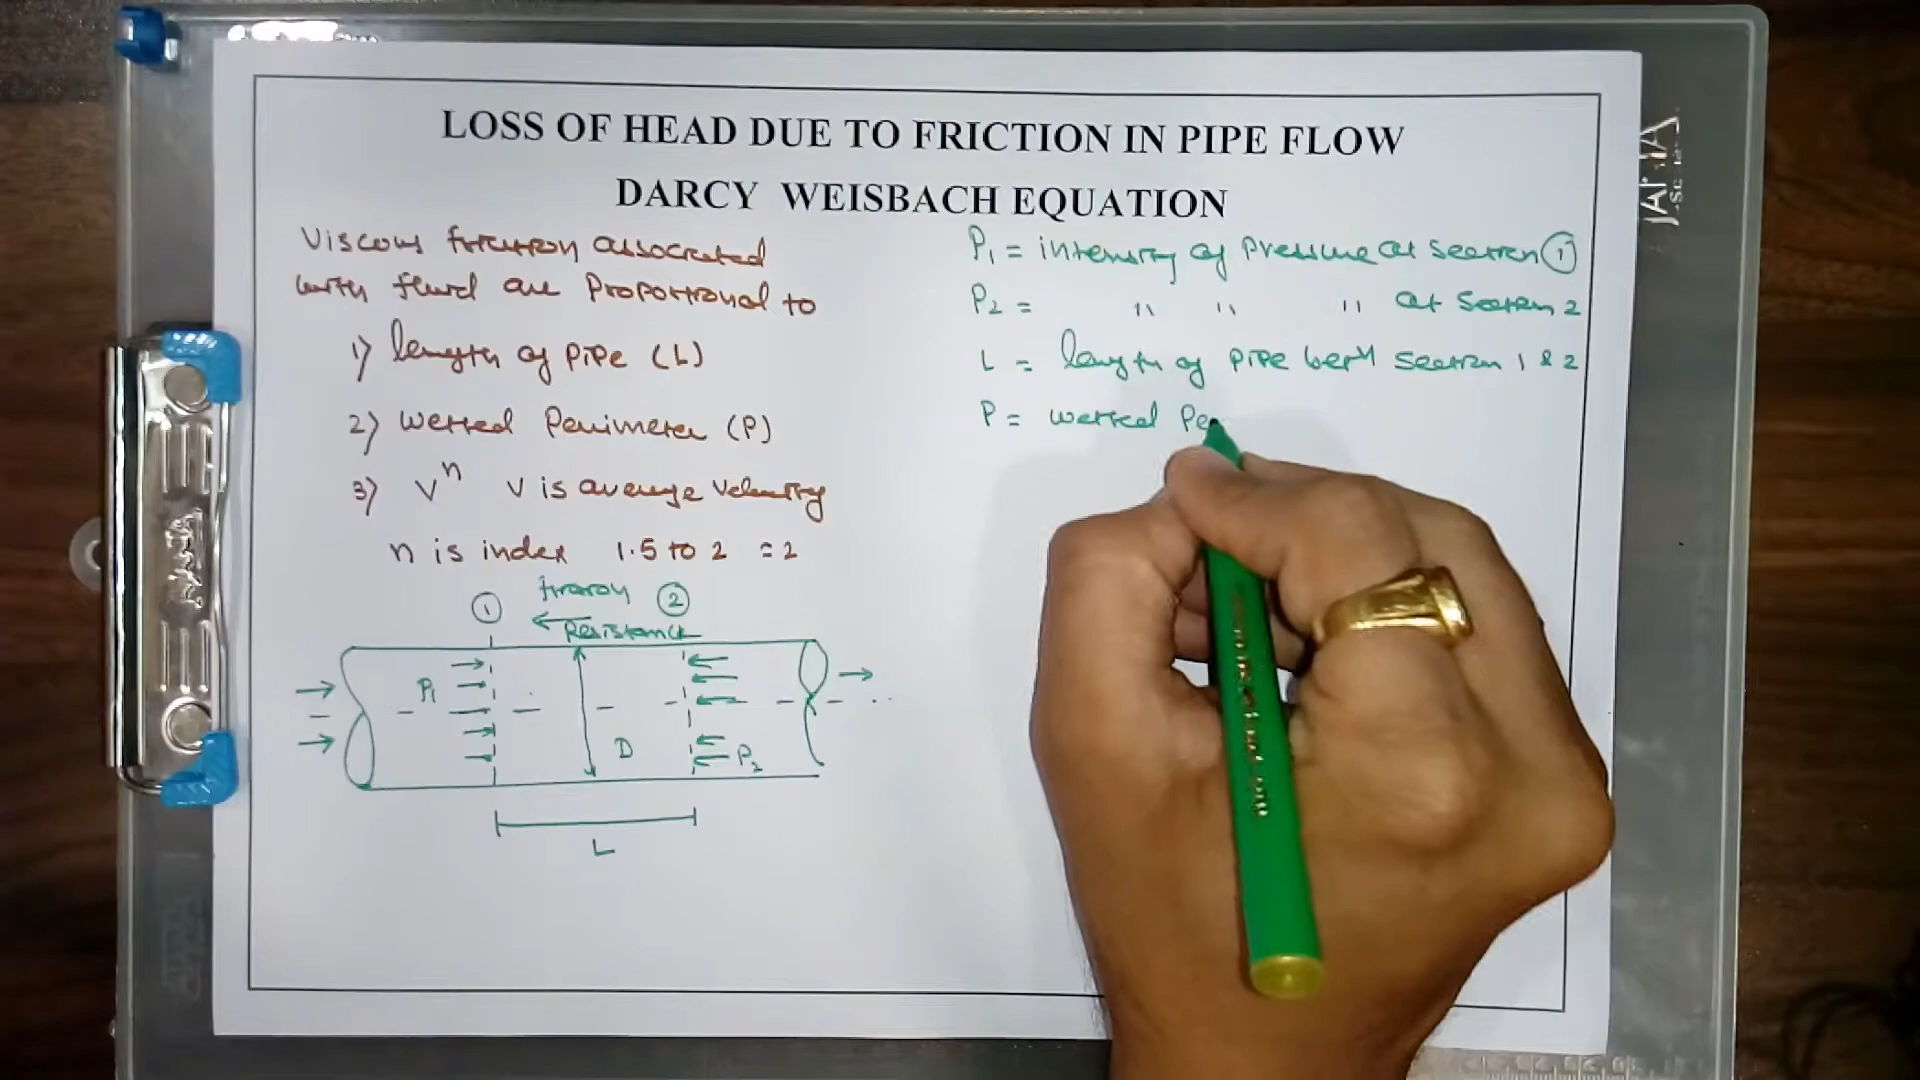 LOSS OF HEAD DUE TO FRICTION IN PIPE FLOW
DARCY WEISBACH EQUATION
Viscous friction associated
with fluid are Proportional to
1) length of pipe (L)
2) wetted Perimeter (P)
3) V^n V is average Velocity
n is index 1.5 to 2 = 2
① ②
Resistance
P1
D
P2
L
P1 = intensity of Pressure at Section ①
P2 = " " " at Section 2
L = length of pipe betn Section 1 & 2
P = wetted Pe